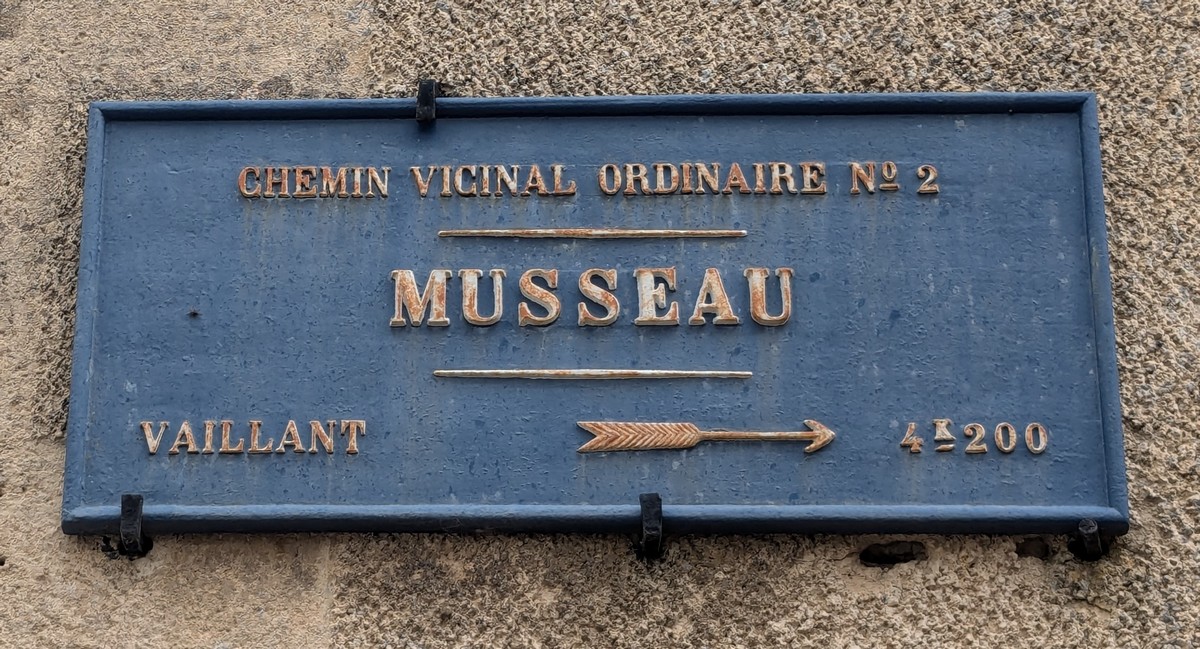 CHEMIN VICINAL ORDINAIRE Nº 2
MUSSEAU
VAILLANT 4K200